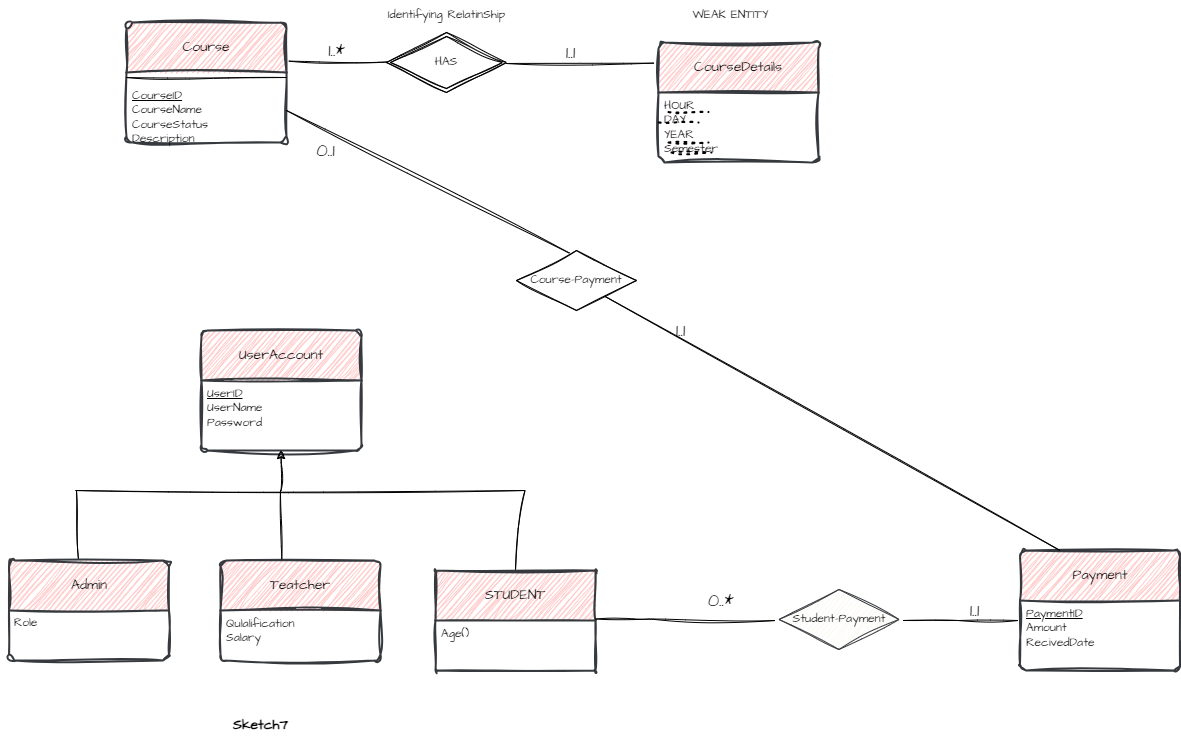 Identifying RelatinShip
WEAK ENTITY
Course
1..*
HAS
1..1
CourseDetails
CourseID
CourseName
CourseStatus
Description
HOUR
DAY
YEAR
Semester
0..1
Course-Payment
1..1
UserAccount
UserID
UserName
Password
Admin
Role
Teatcher
Qulalification
Salary
STUDENT
Age()
0..*
Student-Payment
1..1
Payment
PaymentID
Amount
RecivedDate
Sketch7